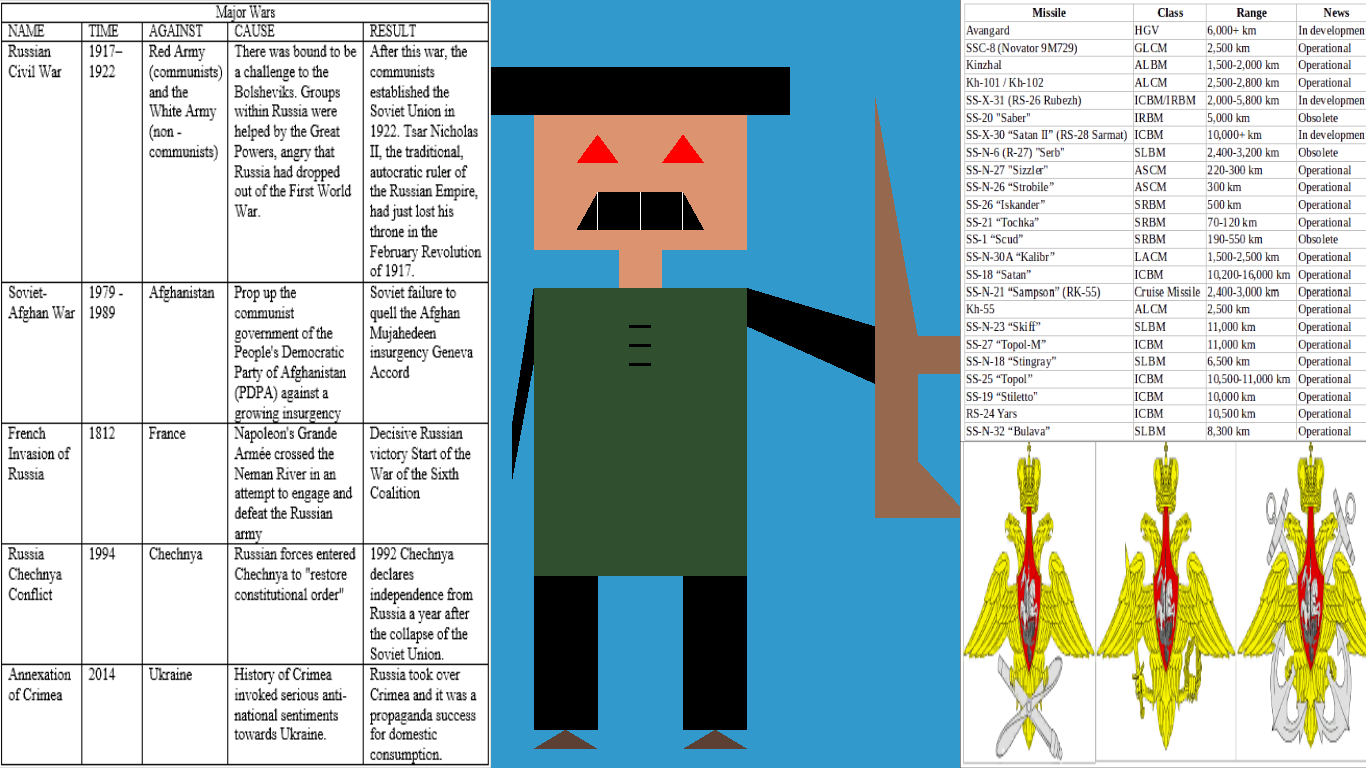 Major Wars
NAME TIME AGAINST CAUSE RESULT
Russian
Civil War
1917–
1922
Red Army
(communists)
and the
White Army
(non -
communists)
There was bound to be
a challenge to the
Bolsheviks. Groups
within Russia were
helped by the Great
Powers, angry that
Russia had dropped
out of the First World
War.
After this war, the
communists
established the
Soviet Union in
1922. Tsar Nicholas
II, the traditional,
autocratic ruler of
the Russian Empire,
had just lost his
throne in the
February Revolution
of 1917.
Soviet-
Afghan War
1979 -
1989
Afghanistan
Prop up the
communist
government of the
People's Democratic
Party of Afghanistan
(PDPA) against a
growing insurgency
Soviet failure to
quell the Afghan
Mujahedeen
insurgency Geneva
Accord
French
Invasion of
Russia
1812
France
Napoleon's Grande
Armée crossed the
Neman River in an
attempt to engage and
defeat the Russian
army
Decisive Russian
victory Start of the
War of the Sixth
Coalition
Russia
Chechnya
Conflict
1994
Chechnya
Russian forces entered
Chechnya to "restore
constitutional order"
1992 Chechnya
declares
independence from
Russia a year after
the collapse of the
Soviet Union.
Annexation
of Crimea
2014
Ukraine
History of Crimea
invoked serious anti-
national sentiments
towards Ukraine.
Russia took over
Crimea and it was a
propaganda success
for domestic
consumption.
Missile Class Range News
Avangard HGV 6,000+ km In developmen
SSC-8 (Novator 9M729) GLCM 2,500 km Operational
Kinzhal ALBM 1,500-2,000 km Operational
Kh-101 / Kh-102 ALCM 2,500-2,800 km Operational
SS-X-31 (RS-26 Rubezh) ICBM/IRBM 2,000-5,800 km In developmen
SS-20 "Saber" IRBM 5,000 km Obsolete
SS-X-30 “Satan II” (RS-28 Sarmat) ICBM 10,000+ km In developmen
SS-N-6 (R-27) "Serb" SLBM 2,400-3,200 km Obsolete
SS-N-27 "Sizzler" ASCM 220-300 km Operational
SS-N-26 “Strobile” ASCM 300 km Operational
SS-26 “Iskander” SRBM 500 km Operational
SS-21 “Tochka” SRBM 70-120 km Operational
SS-1 “Scud” SRBM 190-550 km Obsolete
SS-N-30A “Kalibr” LACM 1,500-2,500 km Operational
SS-18 “Satan” ICBM 10,200-16,000 km Operational
SS-N-21 “Sampson” (RK-55) Cruise Missile 2,400-3,000 km Operational
Kh-55 ALCM 2,500 km Operational
SS-N-23 “Skiff” SLBM 11,000 km Operational
SS-27 “Topol-M” ICBM 11,000 km Operational
SS-N-18 “Stingray” SLBM 6,500 km Operational
SS-25 “Topol” ICBM 10,500-11,000 km Operational
SS-19 “Stiletto” ICBM 10,000 km Operational
RS-24 Yars ICBM 10,500 km Operational
SS-N-32 “Bulava” SLBM 8,300 km Operational